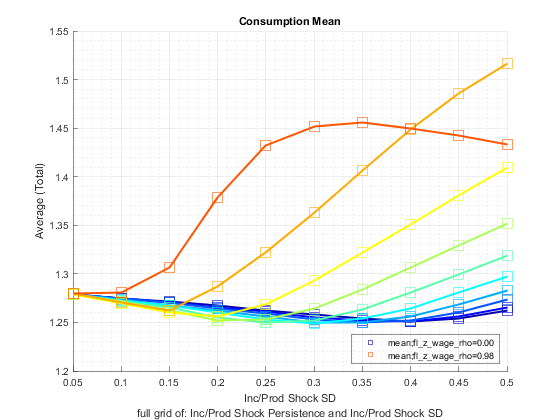 Consumption Mean
Average (Total)
1.55
1.5
1.45
1.4
1.35
1.3
1.25
1.2
0.05 0.1 0.15 0.2 0.25 0.3 0.35 0.4 0.45 0.5
mean;fl_z_wage_rho=0.00
mean;fl_z_wage_rho=0.98
Inc/Prod Shock SD
full grid of: Inc/Prod Shock Persistence and Inc/Prod Shock SD